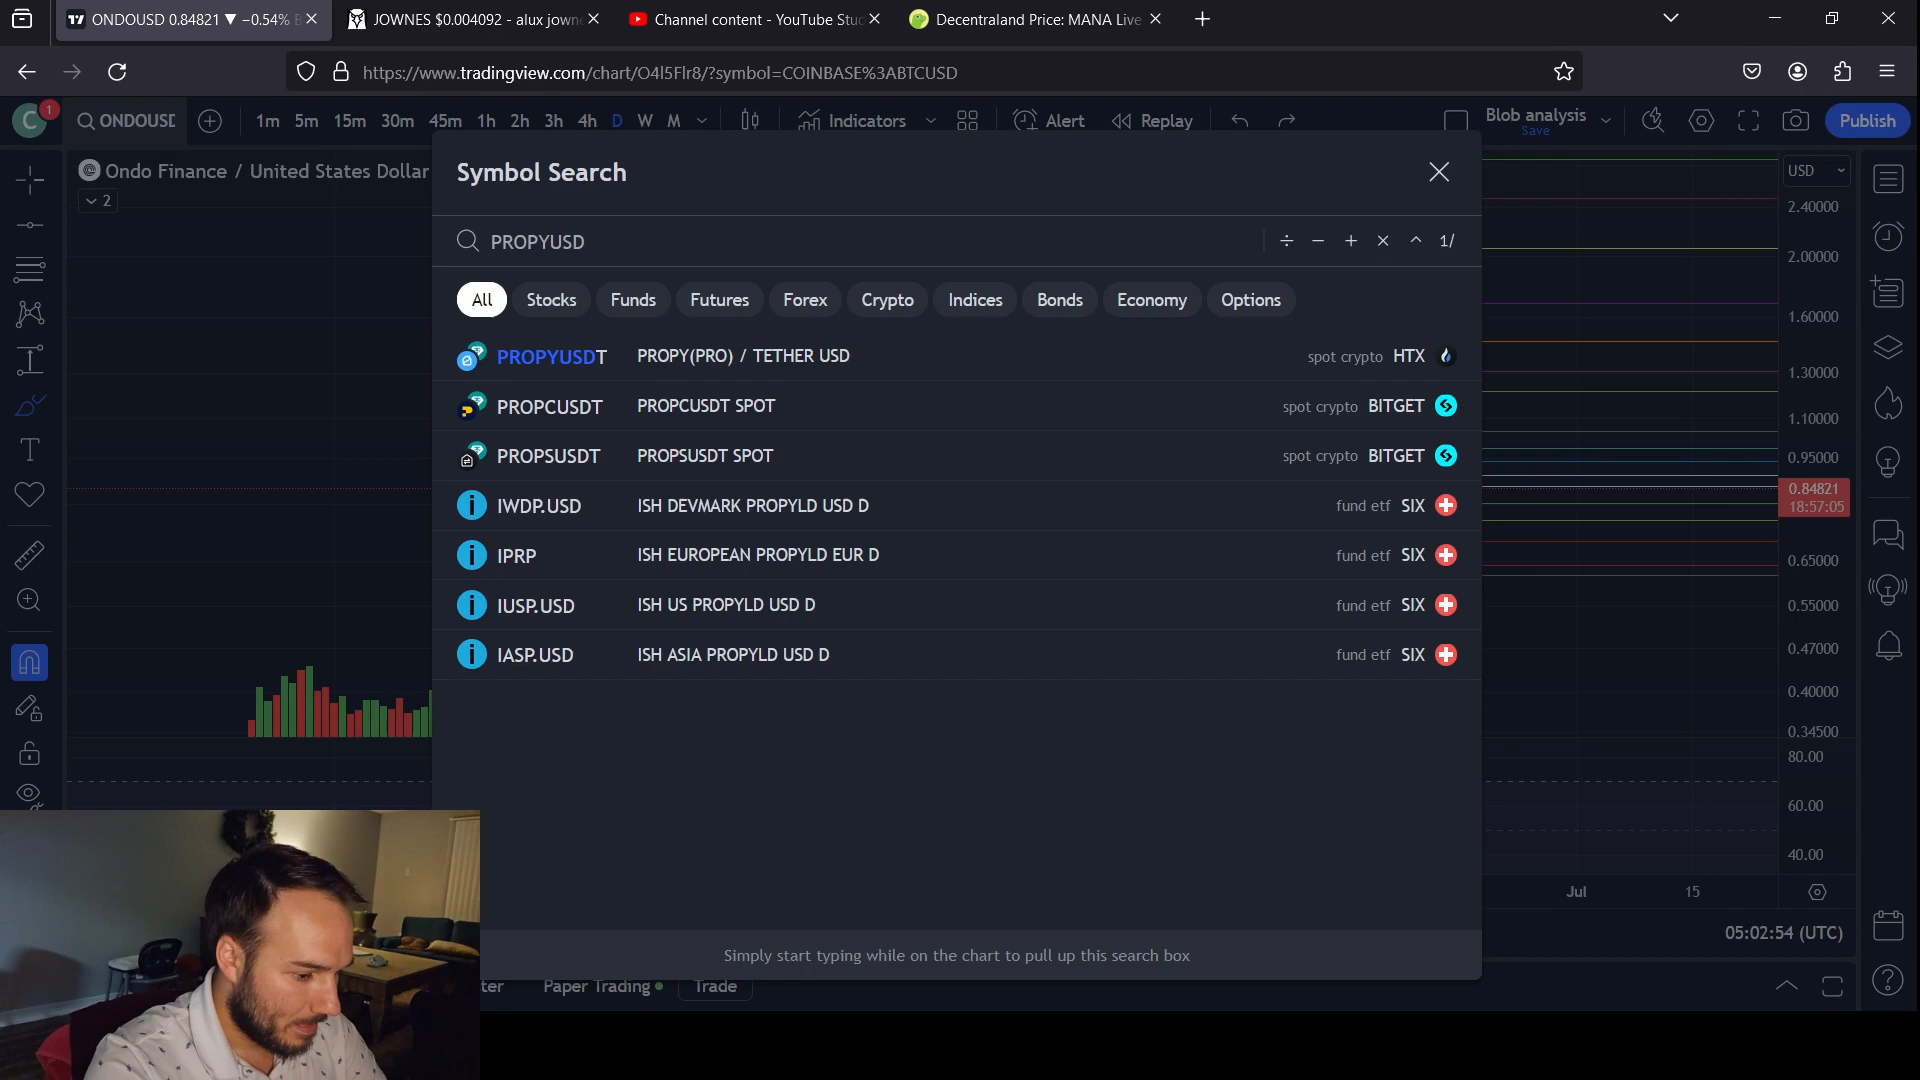 ONDOUSD 0.84821 ▼ −0.54%
JOWNES $0.004092 - alux jown
Channel content - YouTube Stu
Decentraland Price: MANA Live
https://www.tradingview.com/chart/O4l5Flr8/?symbol=COINBASE%3ABTCUSD
C
1
ONDOUSD
1m 5m 15m 30m 45m 1h 2h 3h 4h D W M
Indicators
Alert
Replay
Blob analysis
Save
Publish
Ondo Finance / United States Dollar
2
Symbol Search
PROPYUSD
÷ − + × ^ 1/
All Stocks Funds Futures Forex Crypto Indices Bonds Economy Options
PROPYUSDT PROPY(PRO) / TETHER USD spot crypto HTX
PROPCUSDT PROPCUSDT SPOT spot crypto BITGET
PROPSUSDT PROPSUSDT SPOT spot crypto BITGET
IWDP.USD ISH DEVMARK PROPYLD USD D fund etf SIX
IPRP ISH EUROPEAN PROPYLD EUR D fund etf SIX
IUSP.USD ISH US PROPYLD USD D fund etf SIX
IASP.USD ISH ASIA PROPYLD USD D fund etf SIX
Simply start typing while on the chart to pull up this search box
USD
2.40000
2.00000
1.60000
1.30000
1.10000
0.95000
0.84821
18:57:05
0.65000
0.55000
0.47000
0.40000
0.34500
80.00
60.00
40.00
Jul 15
05:02:54 (UTC)
ter Paper Trading Trade